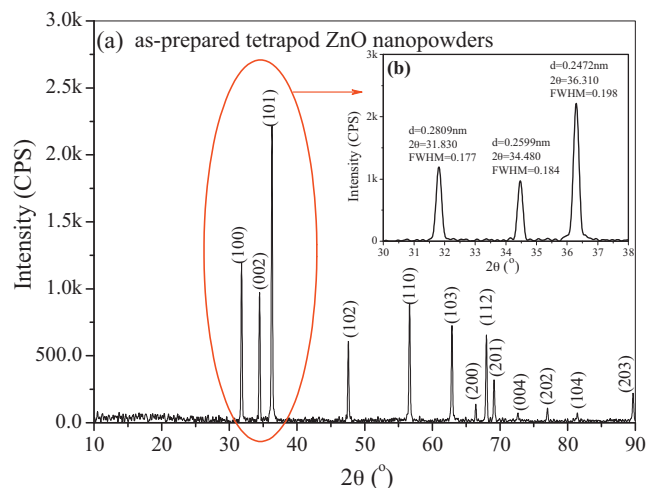 (a) as-prepared tetrapod ZnO nanopowders
3.0k
2.5k
2.0k
1.5k
1.0k
500.0
0.0
Intensity (CPS)
10 20 30 40 50 60 70 80 90
2θ (°)
(100)
(002)
(101)
(102)
(110)
(103)
(200)
(112)
(201)
(004)
(202)
(104)
(203)
(b)
d=0.2472nm
2θ=36.310
FWHM=0.198
d=0.2809nm
2θ=31.830
FWHM=0.177
d=0.2599nm
2θ=34.480
FWHM=0.184
3k
2k
1k
0
Intensity (CPS)
30 31 32 33 34 35 36 37 38
2θ (°)